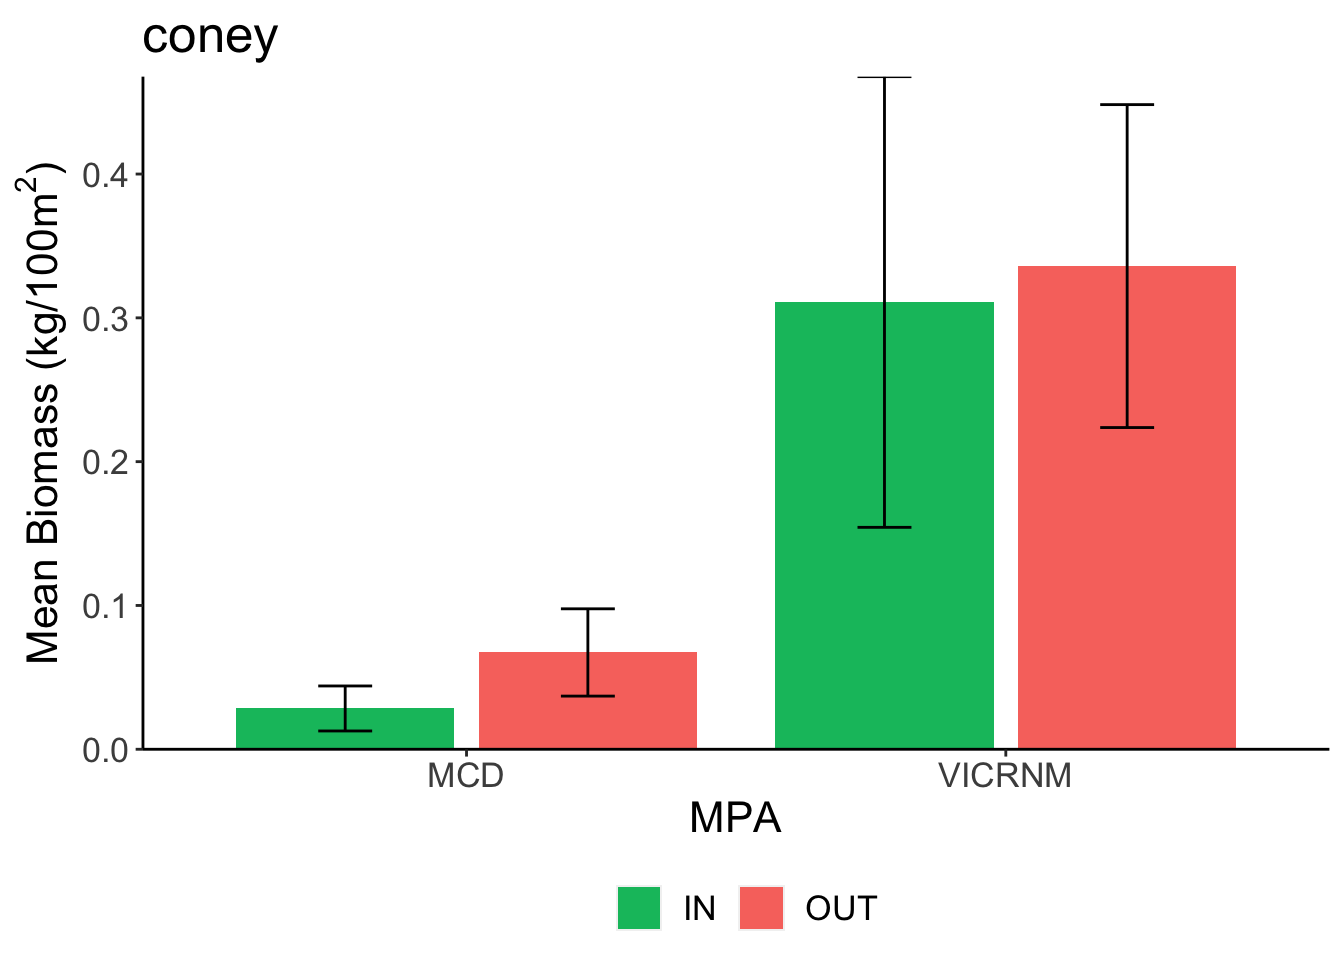 coney
Mean Biomass (kg/100m²)
0.4
0.3
0.2
0.1
0.0
MCD VICRNM
MPA
IN OUT